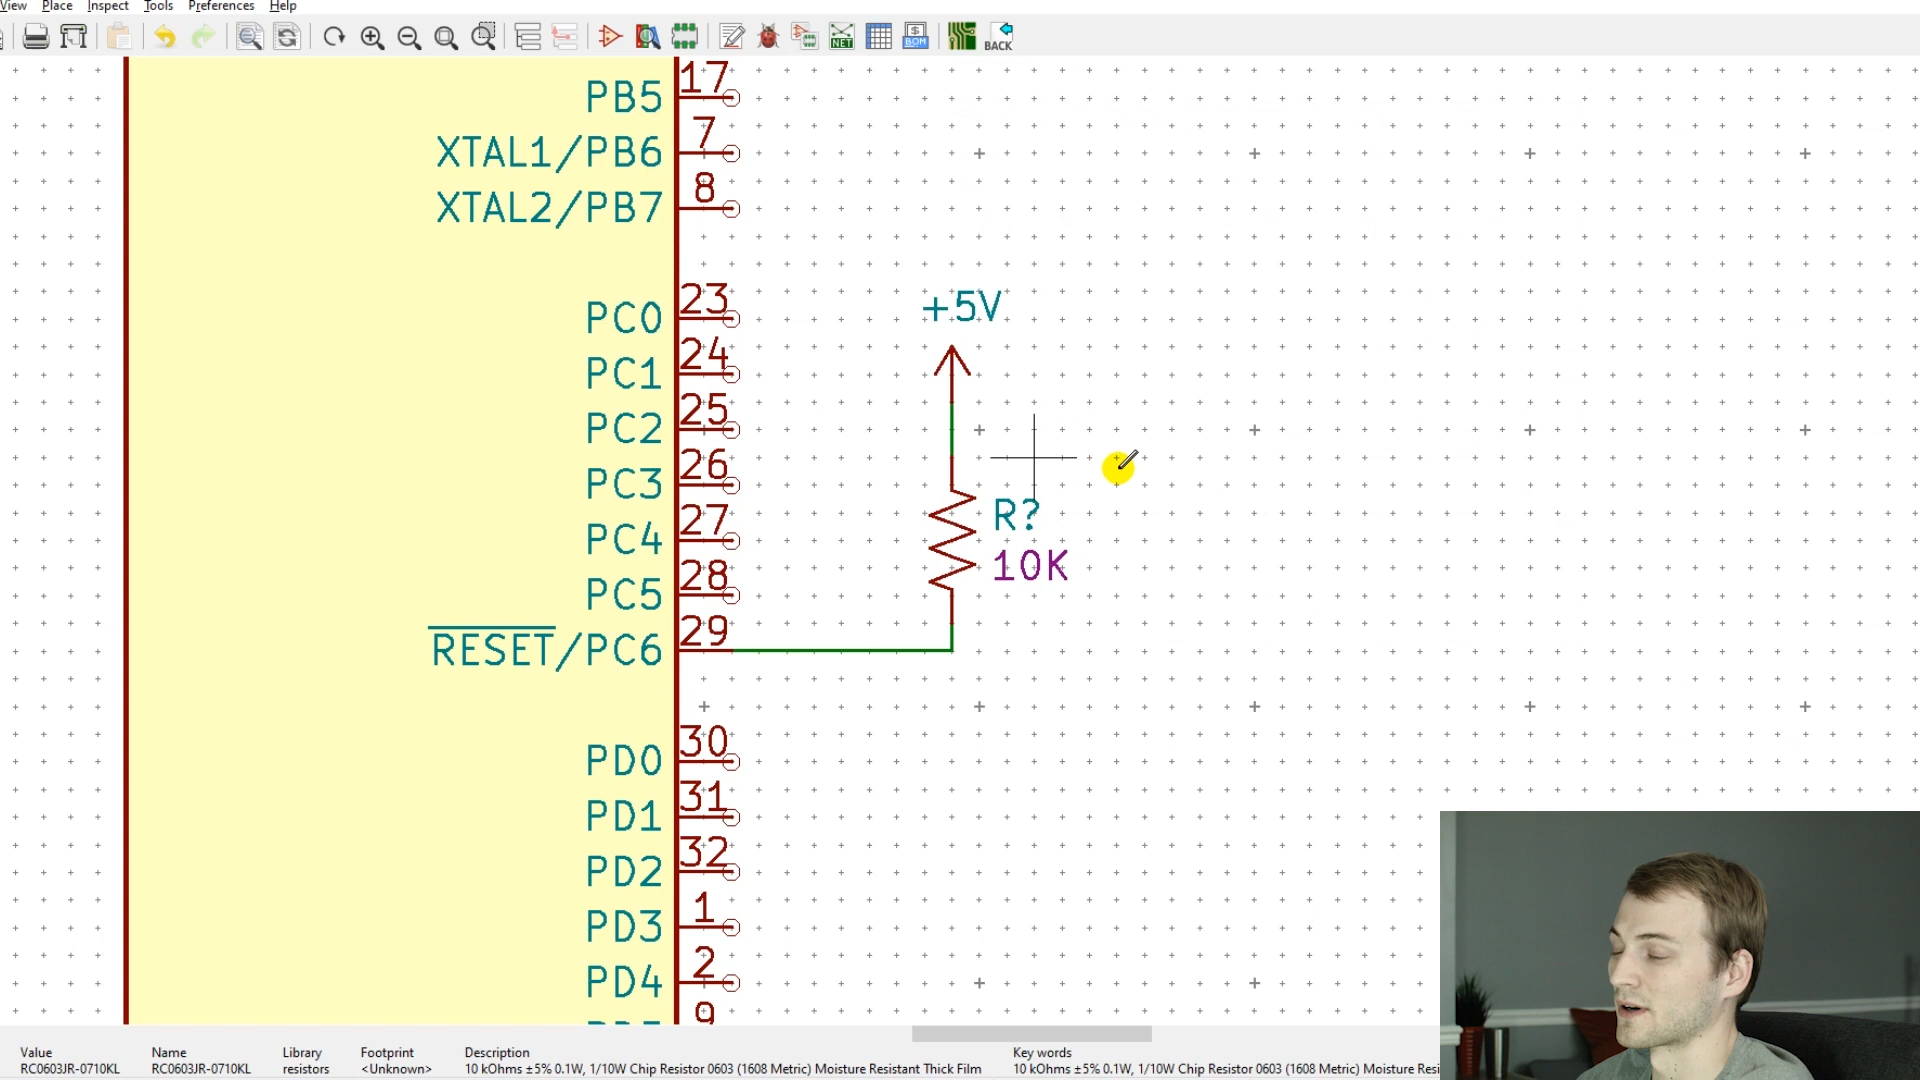 View Place Inspect Tools Preferences Help
NET
BOM
BACK
PB5 17
XTAL1/PB6 7
XTAL2/PB7 8
PC0 23
PC1 24
PC2 25
PC3 26
PC4 27
PC5 28
RESET/PC6 29
PD0 30
PD1 31
PD2 32
PD3 1
PD4 2
9
+5V
R?
10K
Value Name Library Footprint Description Key words
RC0603JR-0710KL RC0603JR-0710KL resistors <Unknown> 10 kOhms ±5% 0.1W, 1/10W Chip Resistor 0603 (1608 Metric) Moisture Resistant Thick Film 10 kOhms ±5% 0.1W, 1/10W Chip Resistor 0603 (1608 Metric) Moisture Resi